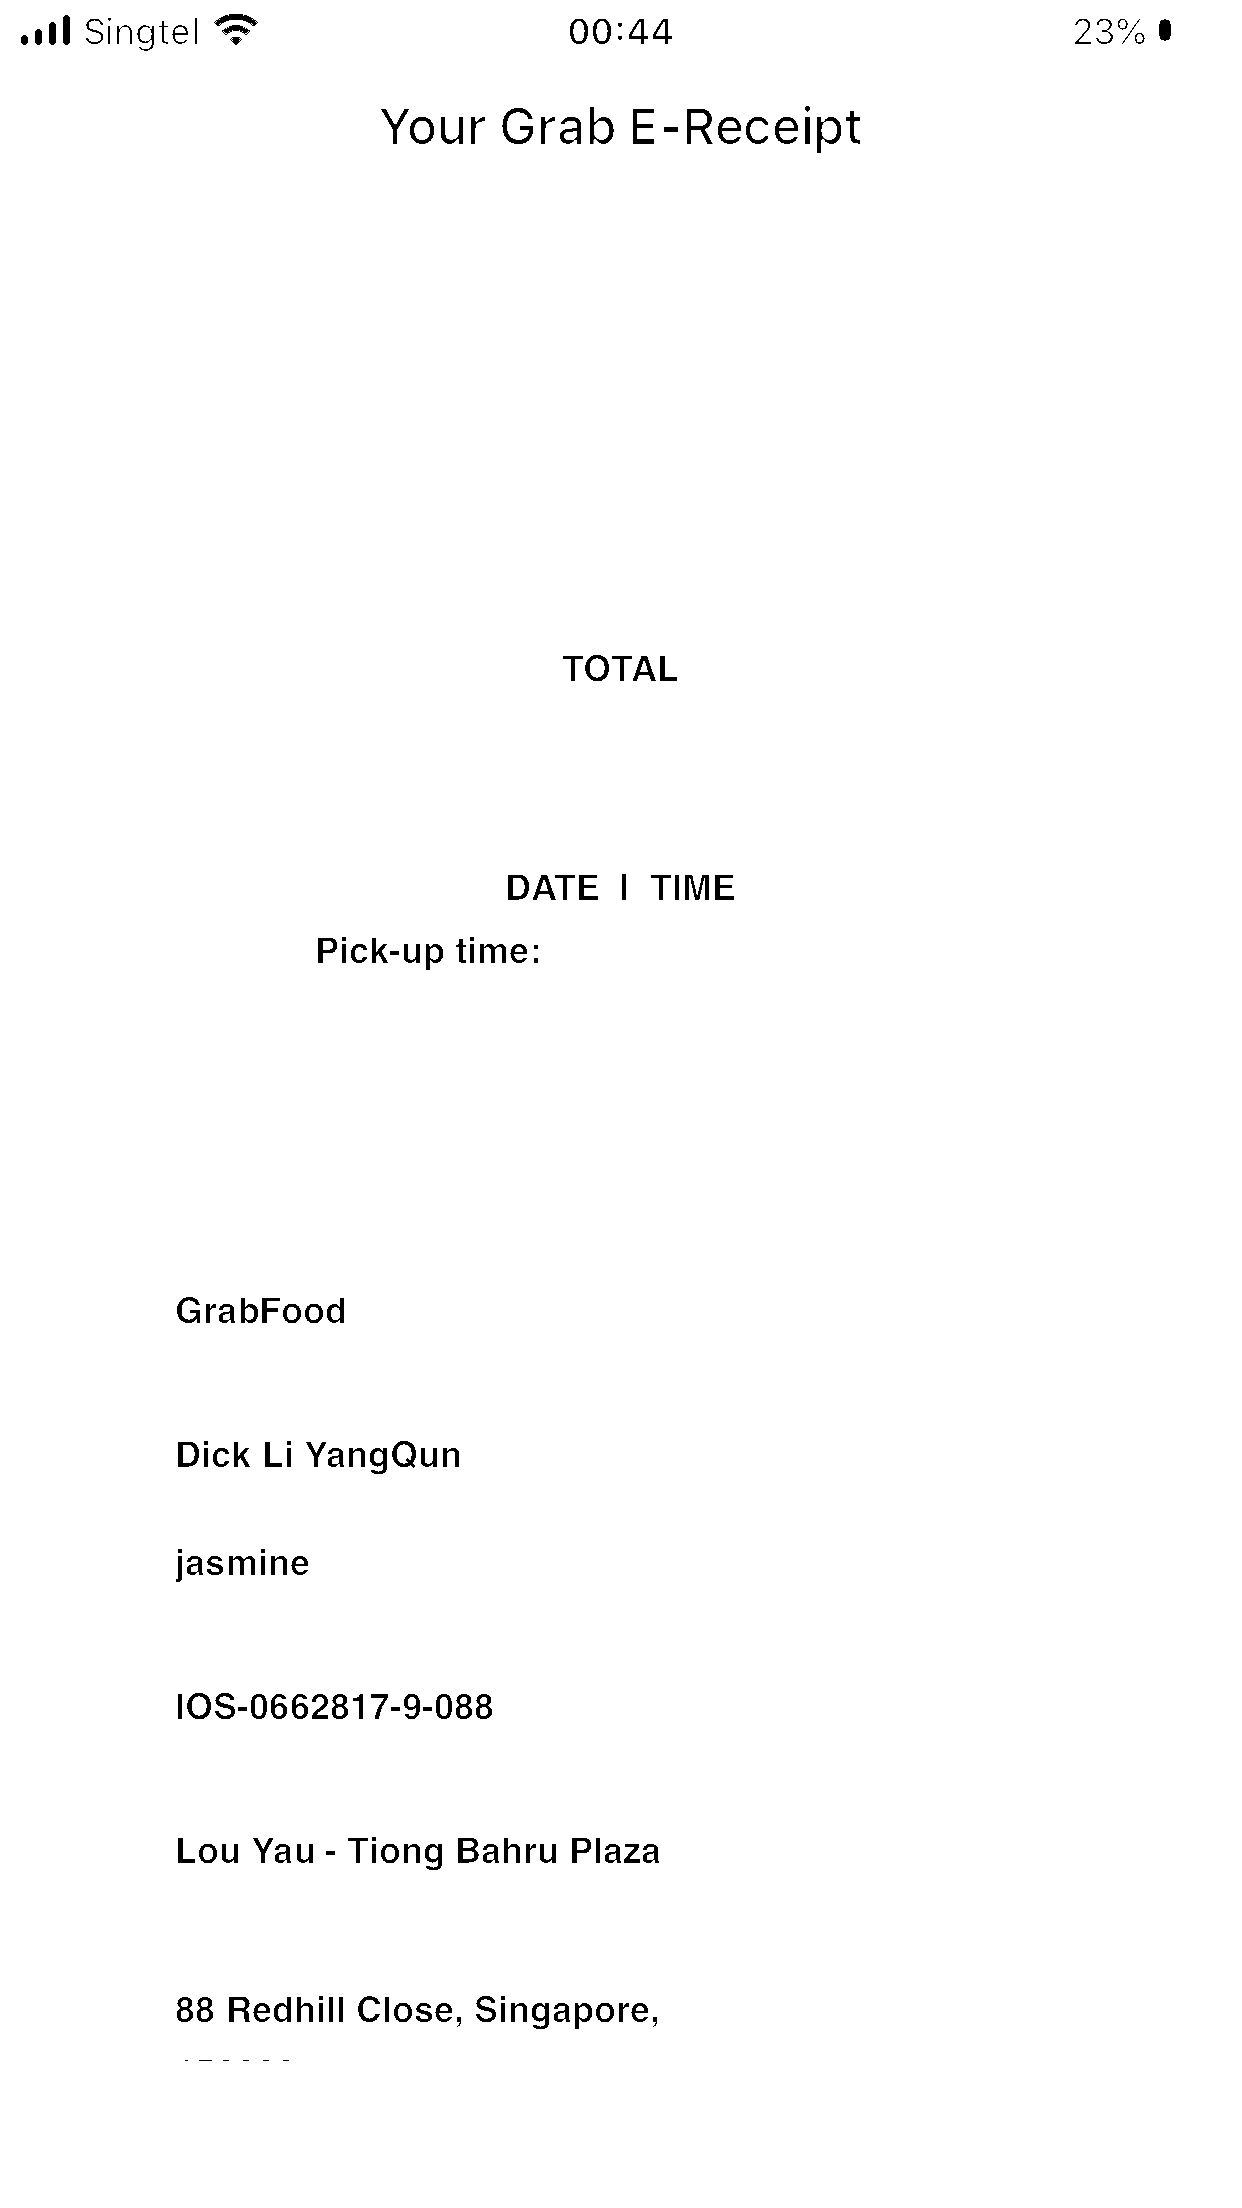 Singtel 00:44 23%
Your Grab E-Receipt
TOTAL
DATE | TIME
Pick-up time:
GrabFood
Dick Li YangQun
jasmine
IOS-0662817-9-088
Lou Yau - Tiong Bahru Plaza
88 Redhill Close, Singapore,